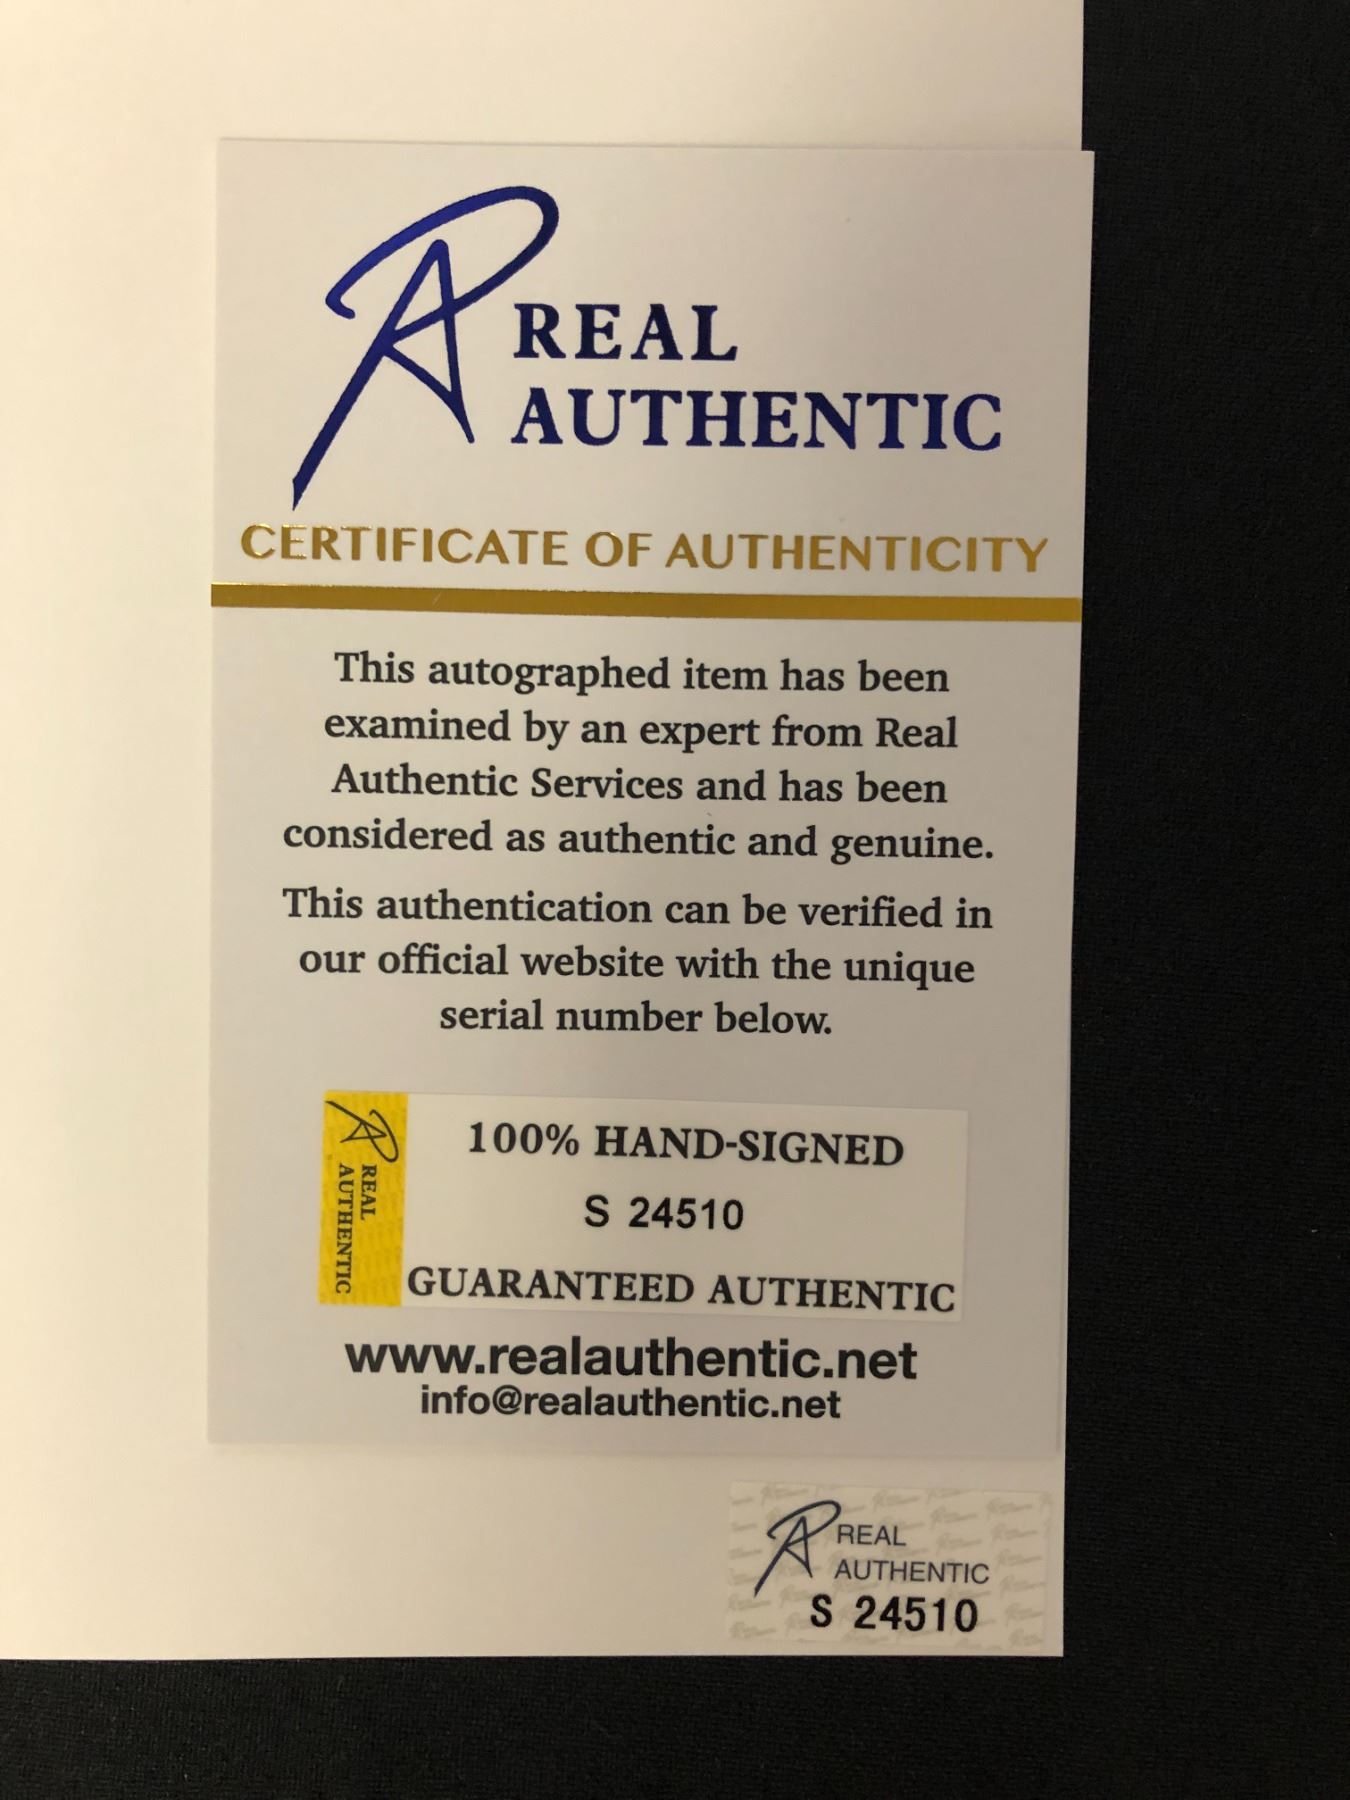 REAL
AUTHENTIC
CERTIFICATE OF AUTHENTICITY
This autographed item has been
examined by an expert from Real
Authentic Services and has been
considered as authentic and genuine.
This authentication can be verified in
our official website with the unique
serial number below.
REAL
AUTHENTIC
100% HAND-SIGNED
S 24510
GUARANTEED AUTHENTIC
www.realauthentic.net
info@realauthentic.net
REAL
AUTHENTIC
S 24510